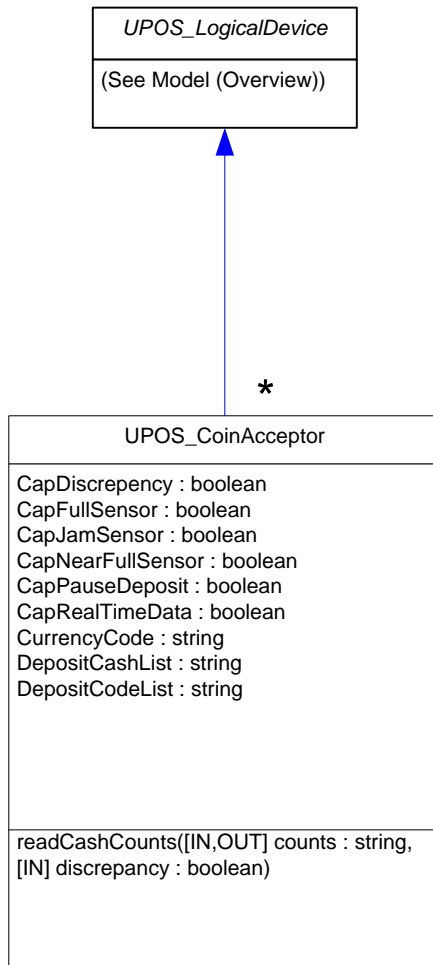 UPOS_LogicalDevice
(See Model (Overview))
*
UPOS_CoinAcceptor
CapDiscrepency : boolean
CapFullSensor : boolean
CapJamSensor : boolean
CapNearFullSensor : boolean
CapPauseDeposit : boolean
CapRealTimeData : boolean
CurrencyCode : string
DepositCashList : string
DepositCodeList : string
readCashCounts([IN,OUT] counts : string,
[IN] discrepancy : boolean)